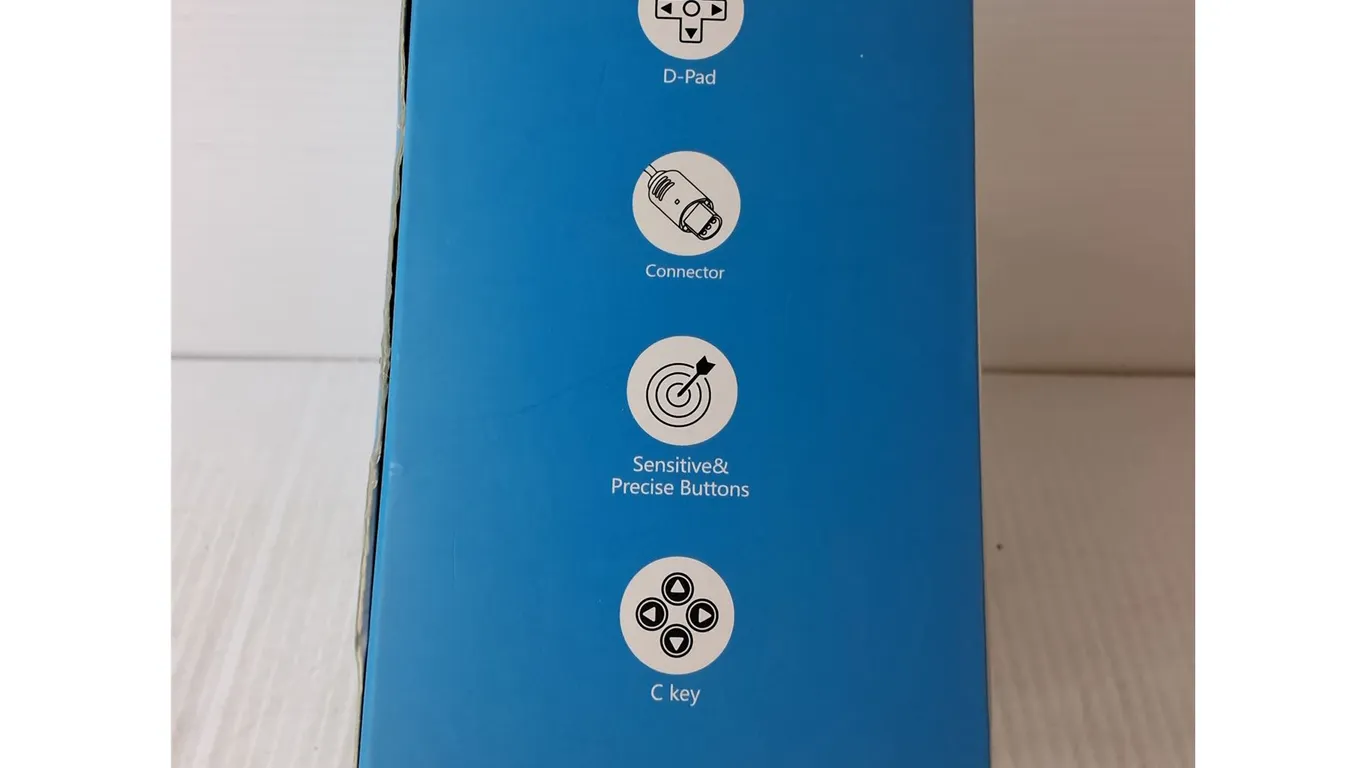 D-Pad
Connector
Sensitive&
Precise Buttons
C key